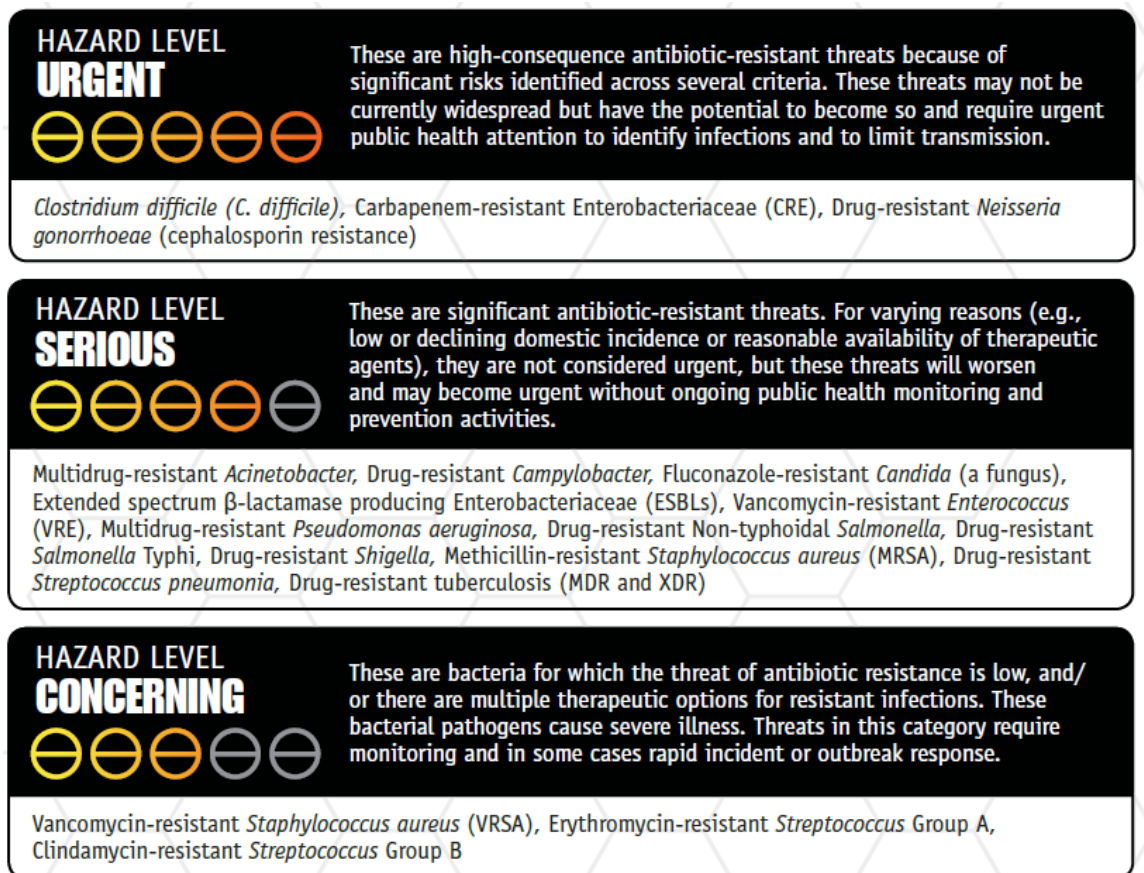 HAZARD LEVEL
URGENT
These are high-consequence antibiotic-resistant threats because of
significant risks identified across several criteria. These threats may not be
currently widespread but have the potential to become so and require urgent
public health attention to identify infections and to limit transmission.
Clostridium difficile (C. difficile), Carbapenem-resistant Enterobacteriaceae (CRE), Drug-resistant Neisseria
gonorrhoeae (cephalosporin resistance)
HAZARD LEVEL
SERIOUS
These are significant antibiotic-resistant threats. For varying reasons (e.g.,
low or declining domestic incidence or reasonable availability of therapeutic
agents), they are not considered urgent, but these threats will worsen
and may become urgent without ongoing public health monitoring and
prevention activities.
Multidrug-resistant Acinetobacter, Drug-resistant Campylobacter, Fluconazole-resistant Candida (a fungus),
Extended spectrum β-lactamase producing Enterobacteriaceae (ESBLs), Vancomycin-resistant Enterococcus
(VRE), Multidrug-resistant Pseudomonas aeruginosa, Drug-resistant Non-typhoidal Salmonella, Drug-resistant
Salmonella Typhi, Drug-resistant Shigella, Methicillin-resistant Staphylococcus aureus (MRSA), Drug-resistant
Streptococcus pneumonia, Drug-resistant tuberculosis (MDR and XDR)
HAZARD LEVEL
CONCERNING
These are bacteria for which the threat of antibiotic resistance is low, and/
or there are multiple therapeutic options for resistant infections. These
bacterial pathogens cause severe illness. Threats in this category require
monitoring and in some cases rapid incident or outbreak response.
Vancomycin-resistant Staphylococcus aureus (VRSA), Erythromycin-resistant Streptococcus Group A,
Clindamycin-resistant Streptococcus Group B